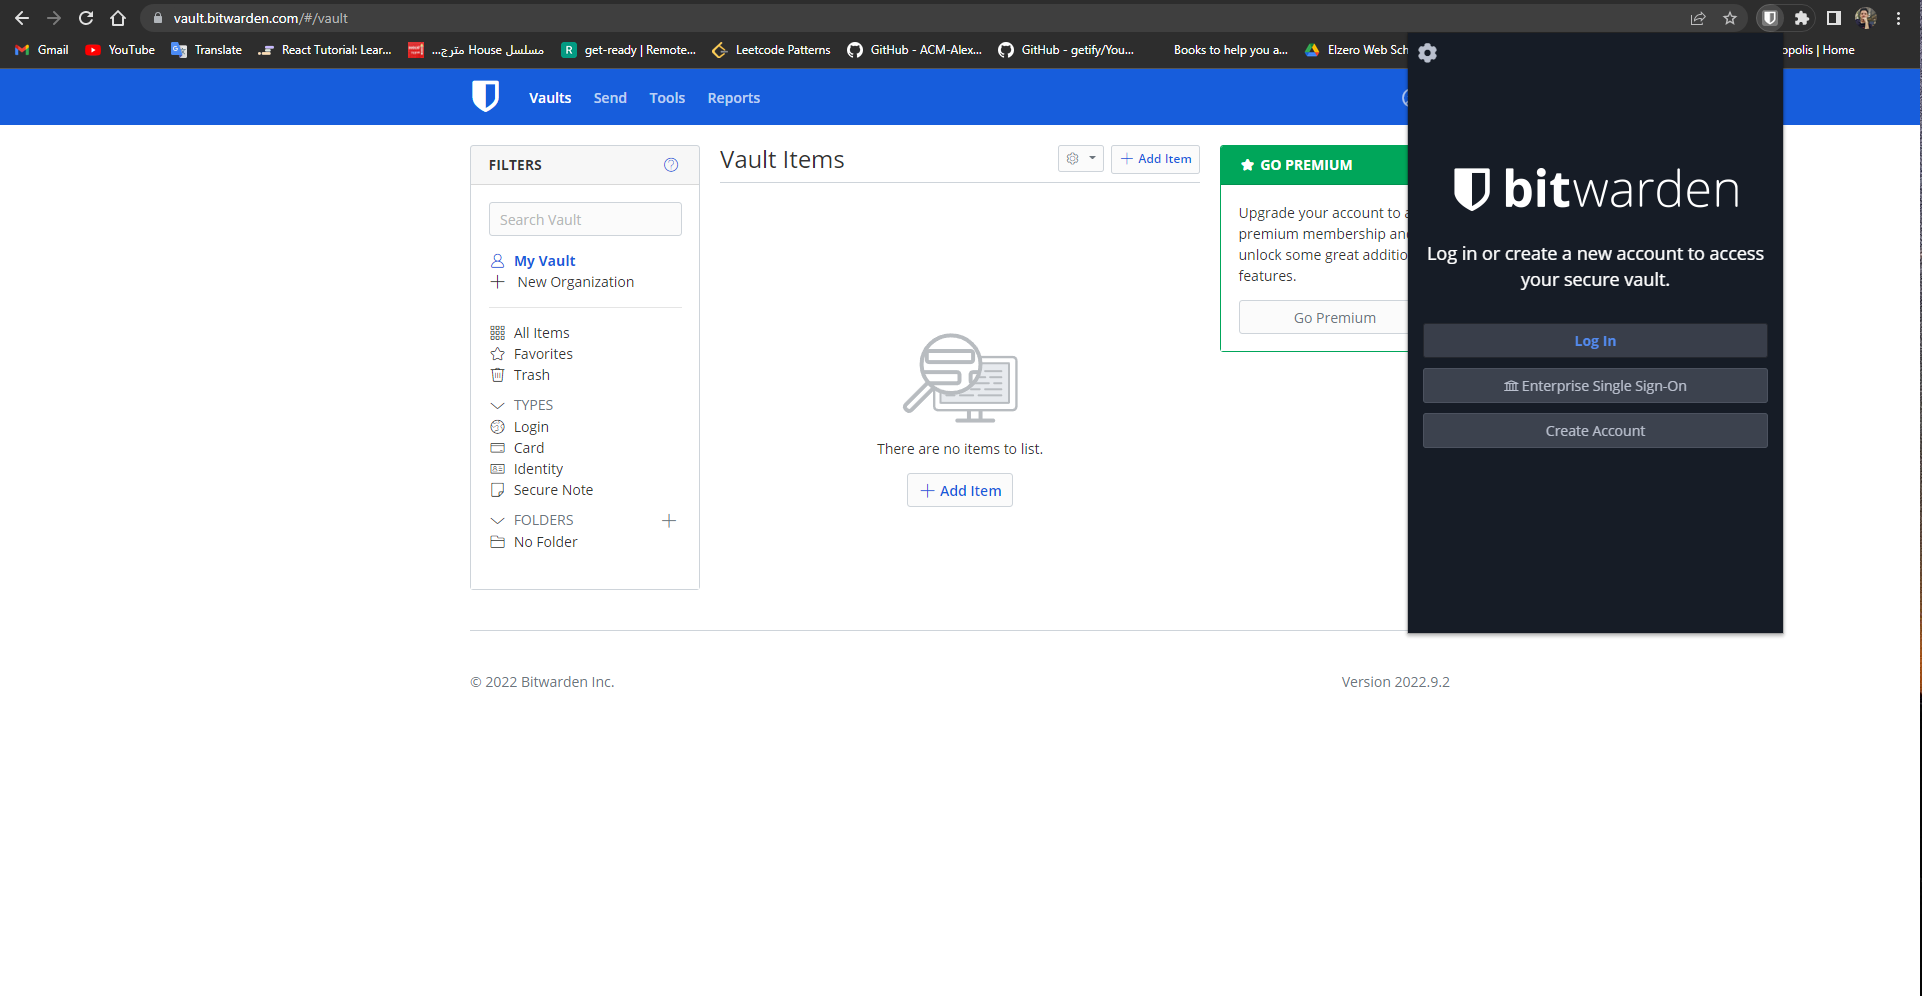 vault.bitwarden.com/#/vault
Gmail
YouTube
Translate
React Tutorial: Lear...
مسلسل House مترج...
get-ready | Remote...
Leetcode Patterns
GitHub - ACM-Alex...
GitHub - getify/You...
Books to help you a...
Elzero Web Sch
opolis | Home
Vaults
Send
Tools
Reports
FILTERS
Search Vault
My Vault
New Organization
All Items
Favorites
Trash
TYPES
Login
Card
Identity
Secure Note
FOLDERS
No Folder
Vault Items
Add Item
There are no items to list.
Add Item
GO PREMIUM
Upgrade your account to a
premium membership and
unlock some great additio
features.
Go Premium
bitwarden
Log in or create a new account to access
your secure vault.
Log In
Enterprise Single Sign-On
Create Account
© 2022 Bitwarden Inc.
Version 2022.9.2